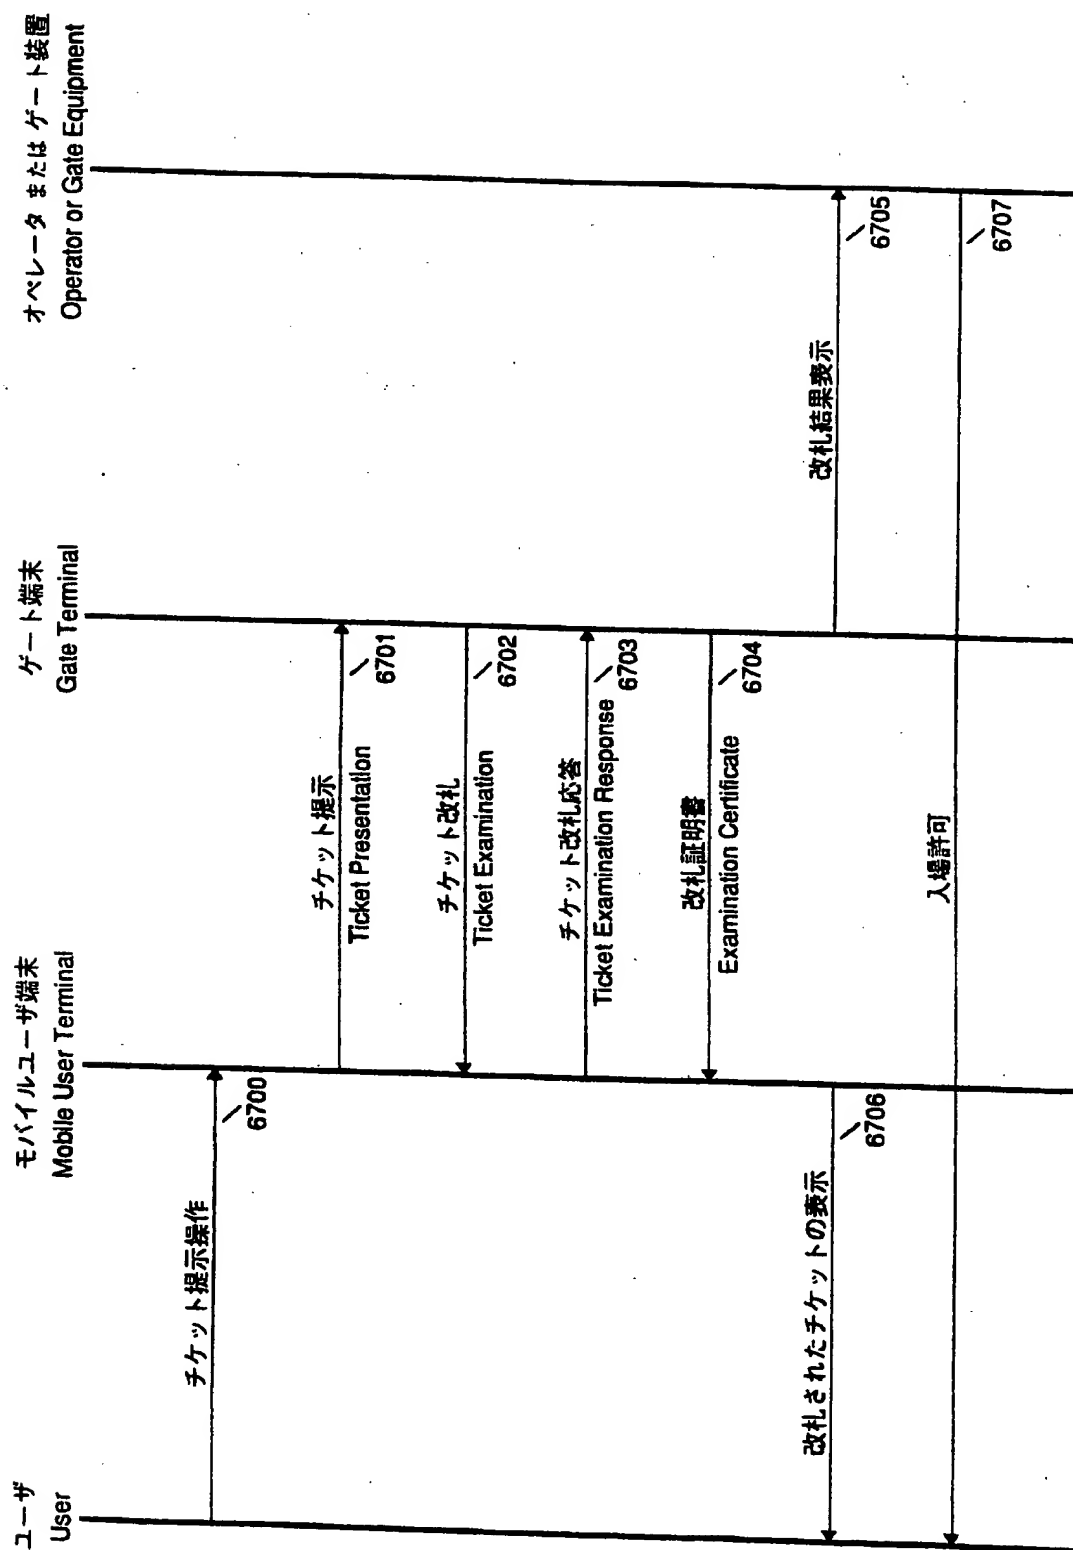 ユーザ
User
モバイルユーザ端末
Mobile User Terminal
ゲート端末
Gate Terminal
オペレータ または ゲート装置
Operator or Gate Equipment
チケット提示操作
6700
チケット提示
Ticket Presentation
6701
チケット改札
Ticket Examination
6702
チケット改札応答
Ticket Examination Response
6703
改札証明書
Examination Certificate
6704
改札結果表示
6705
改札されたチケットの表示
6706
入場許可
6707